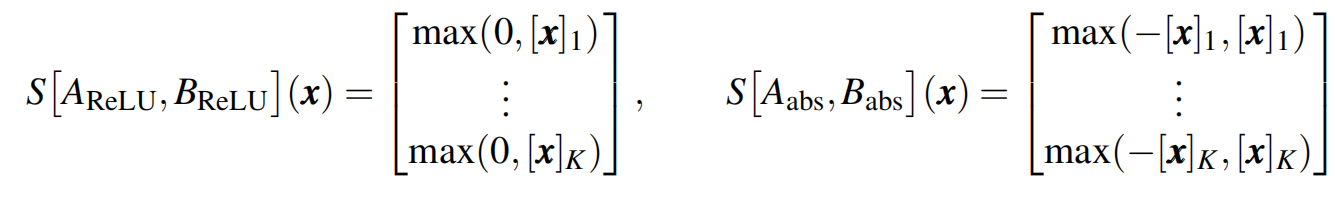 S[A_ReLU, B_ReLU](x) = [max(0,[x]_1) ⋮ max(0,[x]_K)], S[A_abs, B_abs](x) = [max(−[x]_1,[x]_1) ⋮ max(−[x]_K,[x]_K)]